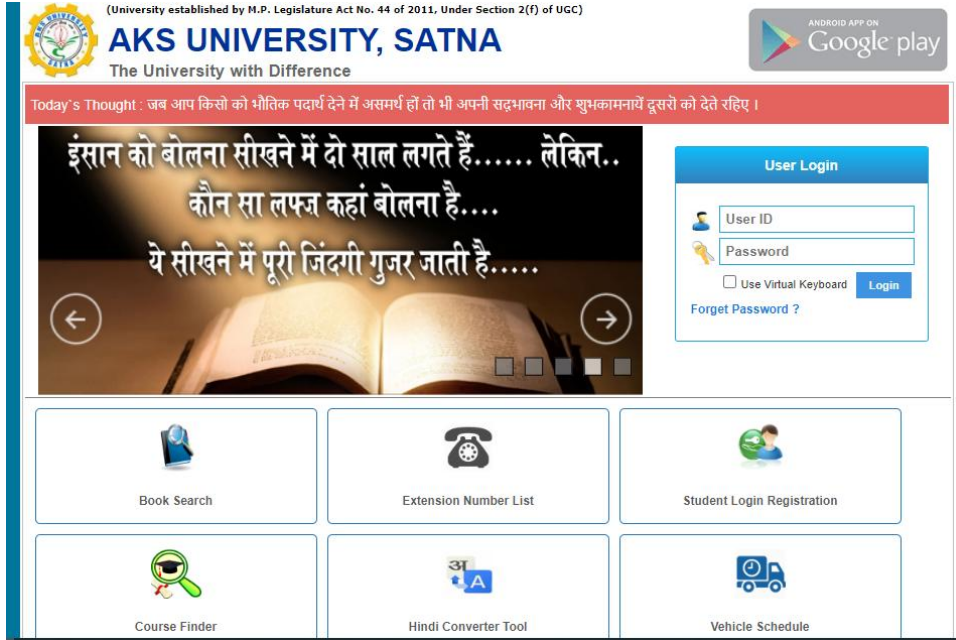 (University established by M.P. Legislature Act No. 44 of 2011, Under Section 2(f) of UGC)
AKS UNIVERSITY, SATNA
The University with Difference
ANDROID APP ON
Google play
Today`s Thought : जब आप किसो को भौतिक पदार्थ देने में असमर्थ हों तो भी अपनी सद्भावना और शुभकामनायें दूसरों को देते रहिए ।
इंसान को बोलना सीखने में दो साल लगते हैं...... लेकिन..
कौन सा लफ्ज कहां बोलना है....
ये सीखने में पूरी जिंदगी गुजर जाती है.....
User Login
User ID
Password
Use Virtual Keyboard
Login
Forget Password ?
Book Search
Extension Number List
Student Login Registration
अ
A
Course Finder
Hindi Converter Tool
Vehicle Schedule